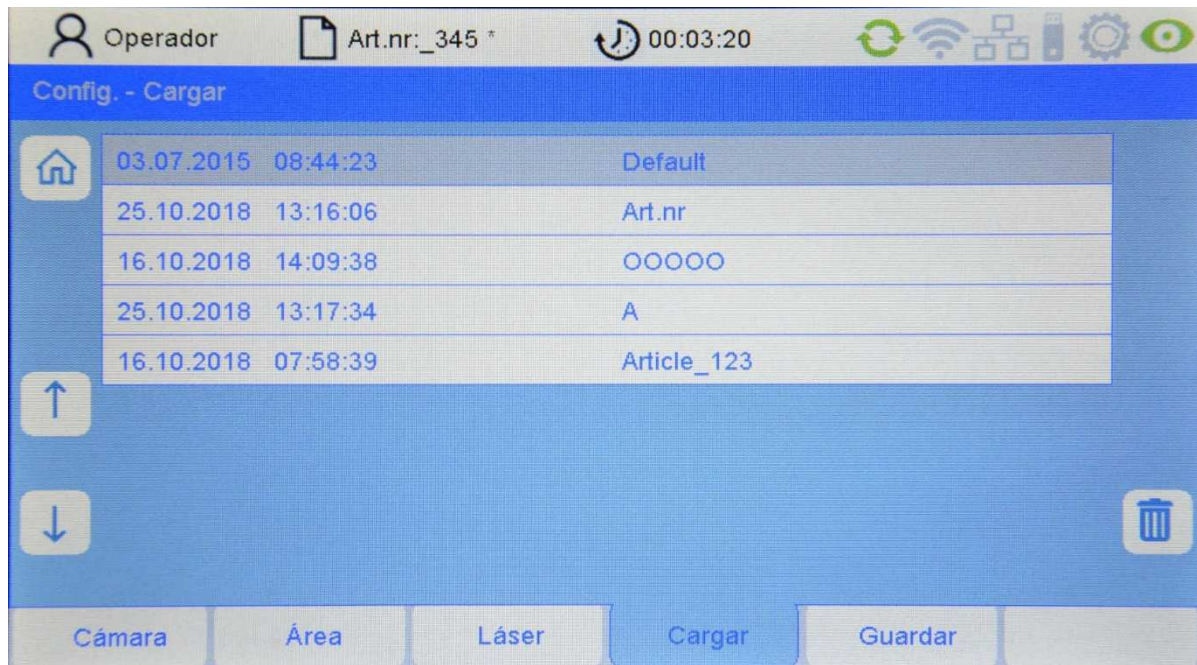 Operador Art.nr:_345 * 00:03:20
Config. - Cargar
03.07.2015 08:44:23 Default
25.10.2018 13:16:06 Art.nr
16.10.2018 14:09:38 OOOOO
25.10.2018 13:17:34 A
16.10.2018 07:58:39 Article_123
Cámara Área Láser Cargar Guardar